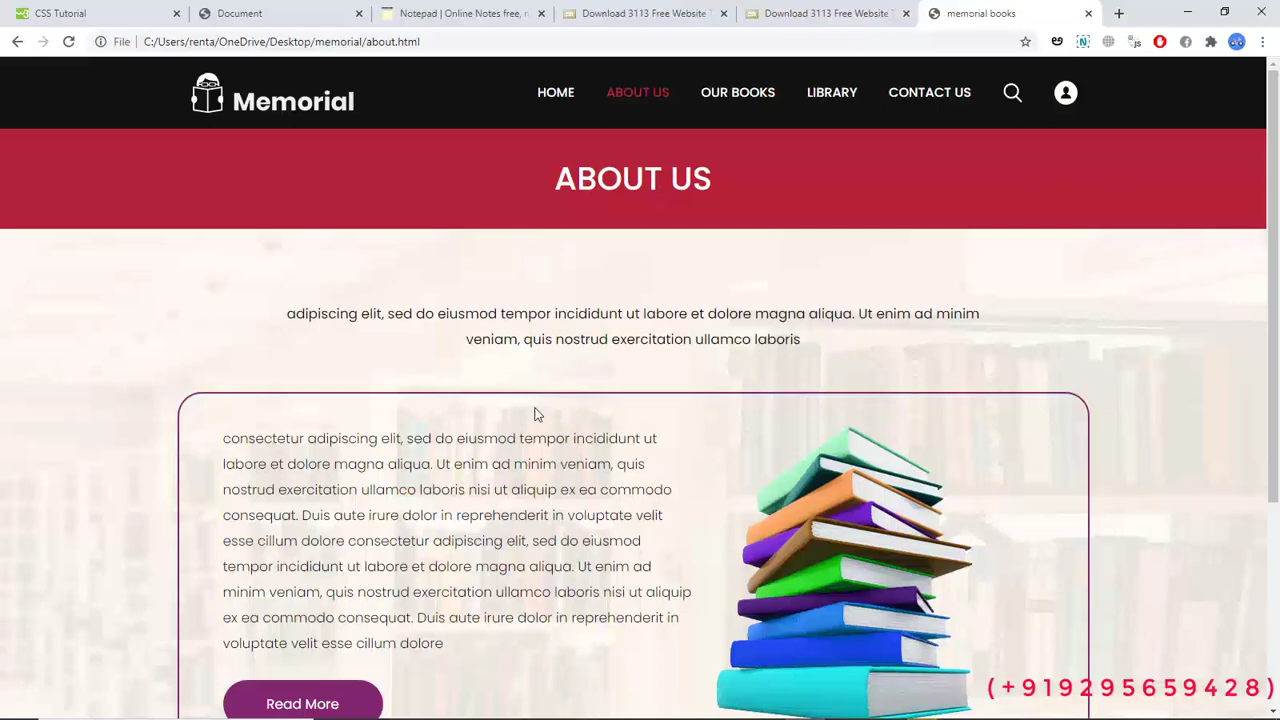 CSS Tutorial
Document
Notepad | Online Notes free, n
Download 3113 Free Website T
Download 3113 Free Website T
memorial books
File
C:/Users/renta/OneDrive/Desktop/memorial/about.html
Memorial
HOME
ABOUT US
OUR BOOKS
LIBRARY
CONTACT US
ABOUT US
adipiscing elit, sed do eiusmod tempor incididunt ut labore et dolore magna aliqua. Ut enim ad minim
veniam, quis nostrud exercitation ullamco laboris
consectetur adipiscing elit, sed do eiusmod tempor incididunt ut
labore et dolore magna aliqua. Ut enim ad minim veniam, quis
nostrud exercitation ullamco laboris nisi ut aliquip ex ea commodo
consequat. Duis aute irure dolor in reprehenderit in voluptate velit
esse cillum dolore consectetur adipiscing elit, sed do eiusmod
tempor incididunt ut labore et dolore magna aliqua. Ut enim ad
minim veniam, quis nostrud exercitation ullamco laboris nisi ut aliquip
ex ea commodo consequat. Duis aute irure dolor in reprehenderit in
voluptate velit esse cillum dolore
Read More
(+919295659428)